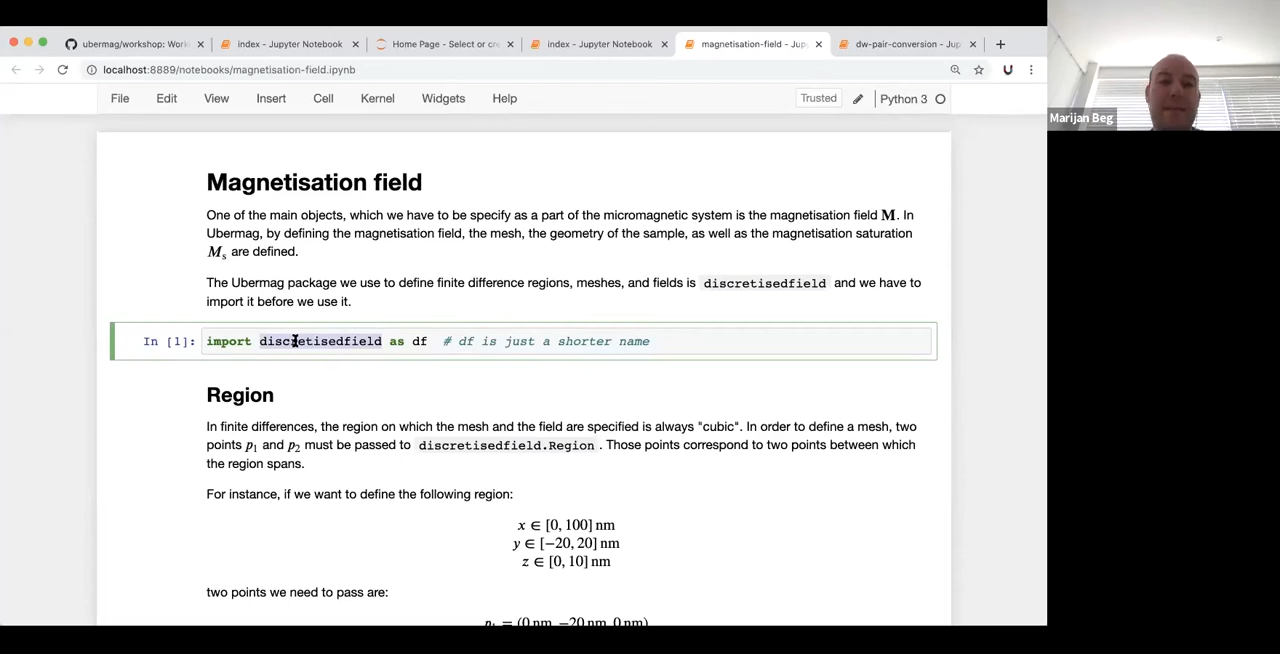 ubermag/workshop: Work
index - Jupyter Notebook
Home Page - Select or cre
index - Jupyter Notebook
magnetisation-field - Jup
dw-pair-conversion - Jup
localhost:8889/notebooks/magnetisation-field.ipynb
File Edit View Insert Cell Kernel Widgets Help Trusted Python 3
Marijan Beg
Magnetisation field
One of the main objects, which we have to be specify as a part of the micromagnetic system is the magnetisation field M. In
Ubermag, by defining the magnetisation field, the mesh, the geometry of the sample, as well as the magnetisation saturation
Ms are defined.
The Ubermag package we use to define finite difference regions, meshes, and fields is discretisedfield and we have to
import it before we use it.
In [1]: import discretisedfield as df # df is just a shorter name
Region
In finite differences, the region on which the mesh and the field are specified is always "cubic". In order to define a mesh, two
points p1 and p2 must be passed to discretisedfield.Region. Those points correspond to two points between which
the region spans.
For instance, if we want to define the following region:
x ∈ [0, 100] nm
y ∈ [−20, 20] nm
z ∈ [0, 10] nm
two points we need to pass are:
p1 = (0 nm, −20 nm, 0 nm)